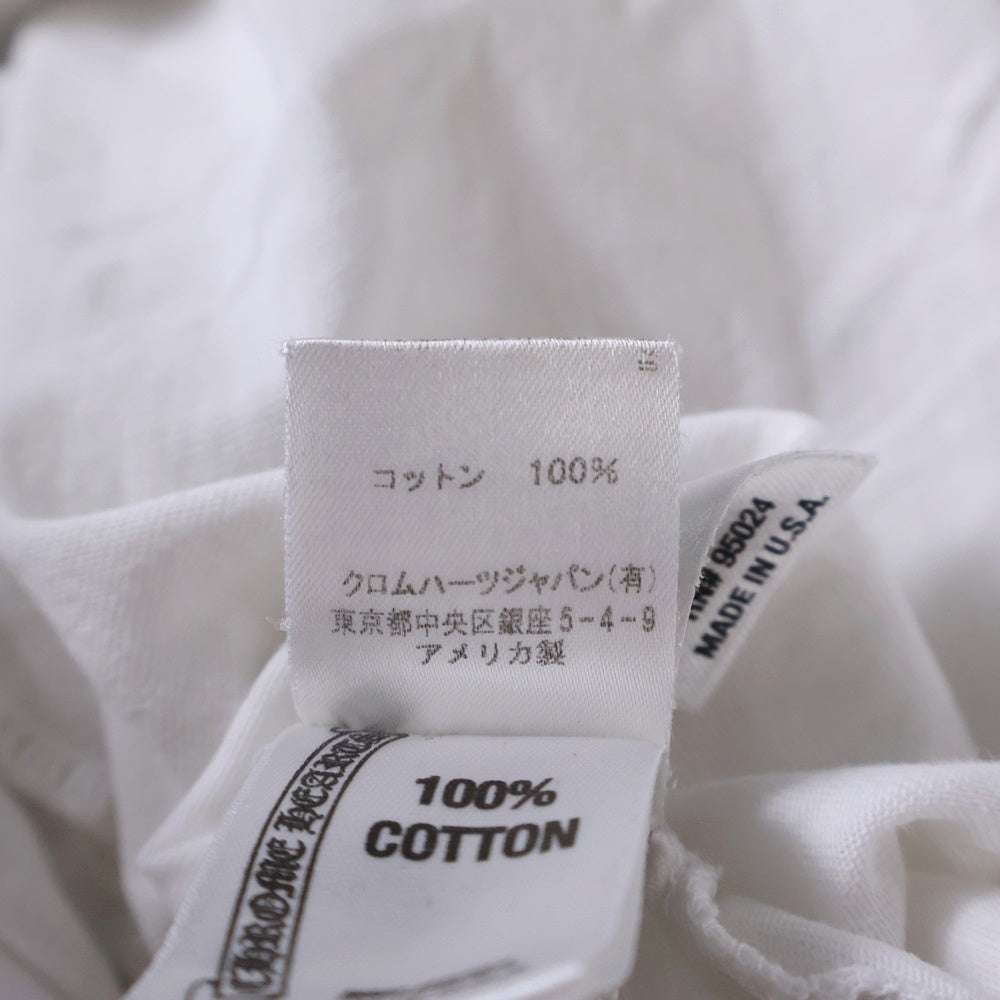 コットン 100%
クロムハーツジャパン(有)
東京都中央区銀座5-4-9
アメリカ製
RN# 95024
MADE IN U.S.A.
100%
COTTON
CHROME HEARTS